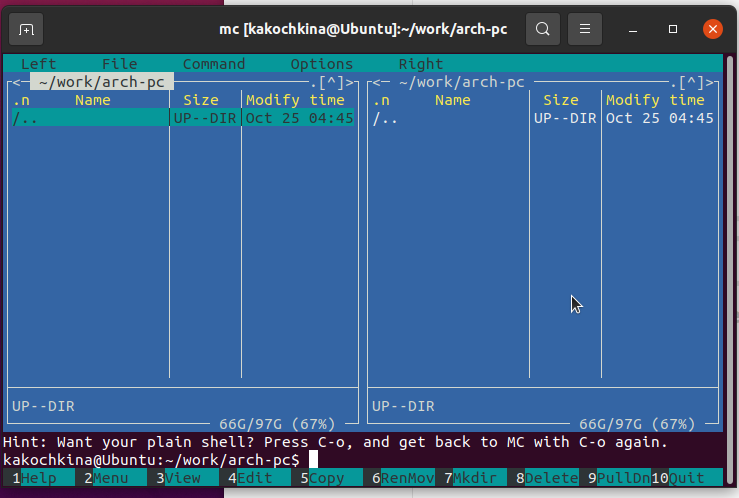 mc [kakochkina@Ubuntu]:~/work/arch-pc
Left File Command Options Right
<─ ~/work/arch-pc .[^]> <─ ~/work/arch-pc .[^]>
.n Name Size Modify time .n Name Size Modify time
/.. UP--DIR Oct 25 04:45 /.. UP--DIR Oct 25 04:45
UP--DIR UP--DIR
66G/97G (67%) 66G/97G (67%)
Hint: Want your plain shell? Press C-o, and get back to MC with C-o again.
kakochkina@Ubuntu:~/work/arch-pc$
1Help 2Menu 3View 4Edit 5Copy 6RenMov 7Mkdir 8Delete 9PullDn 10Quit